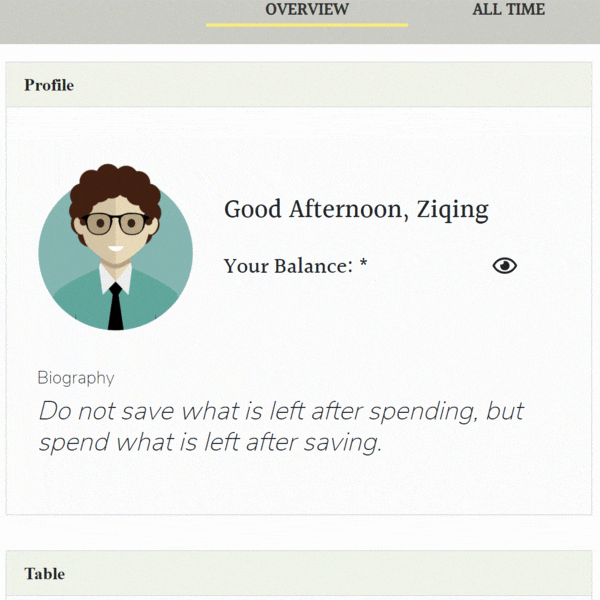 OVERVIEW ALL TIME
Profile
Good Afternoon, Ziqing
Your Balance: *
Biography
Do not save what is left after spending, but
spend what is left after saving.
Table